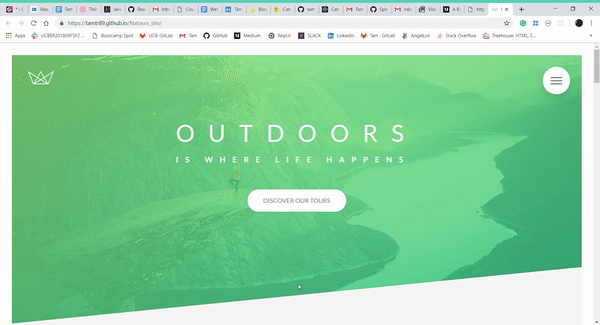 https://tamtr89.github.io/Natours_site/
Apps
UCBER201809FSF2
Bootcamp Spot
UCB-GitLab
Tam
GitHub
Medium
Repl.it
SLACK
LinkedIn
Tam
GitLab
AngelList
Stack Overflow
Treehouse: HTML, C...
OUTDOORS
IS WHERE LIFE HAPPENS
DISCOVER OUR TOURS